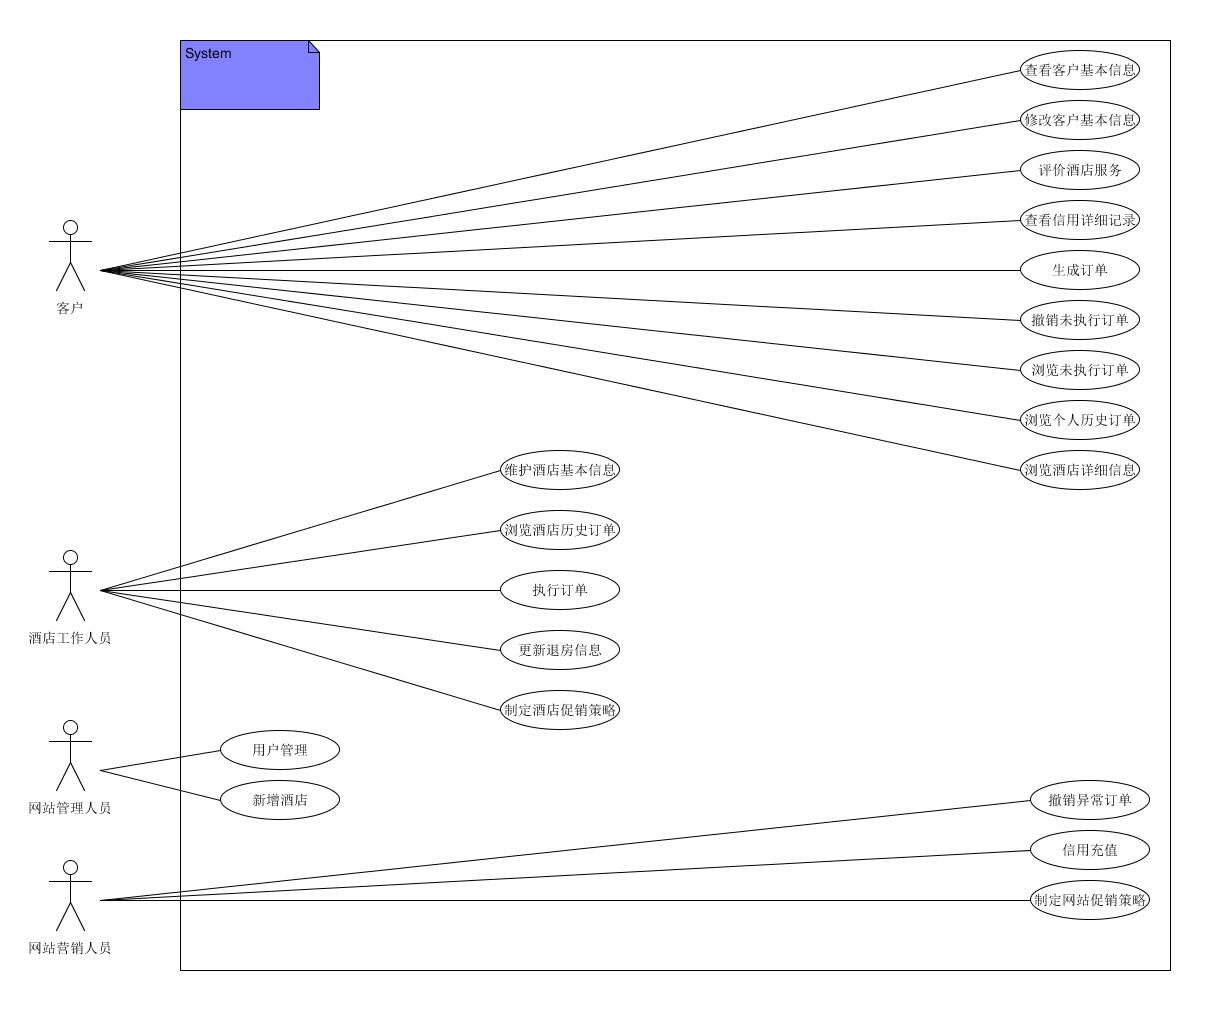 System
查看客户基本信息
修改客户基本信息
评价酒店服务
查看信用详细记录
生成订单
客户
撤销未执行订单
浏览未执行订单
浏览个人历史订单
浏览酒店详细信息
维护酒店基本信息
浏览酒店历史订单
执行订单
酒店工作人员
更新退房信息
制定酒店促销策略
用户管理
新增酒店
网站管理人员
撤销异常订单
信用充值
制定网站促销策略
网站营销人员